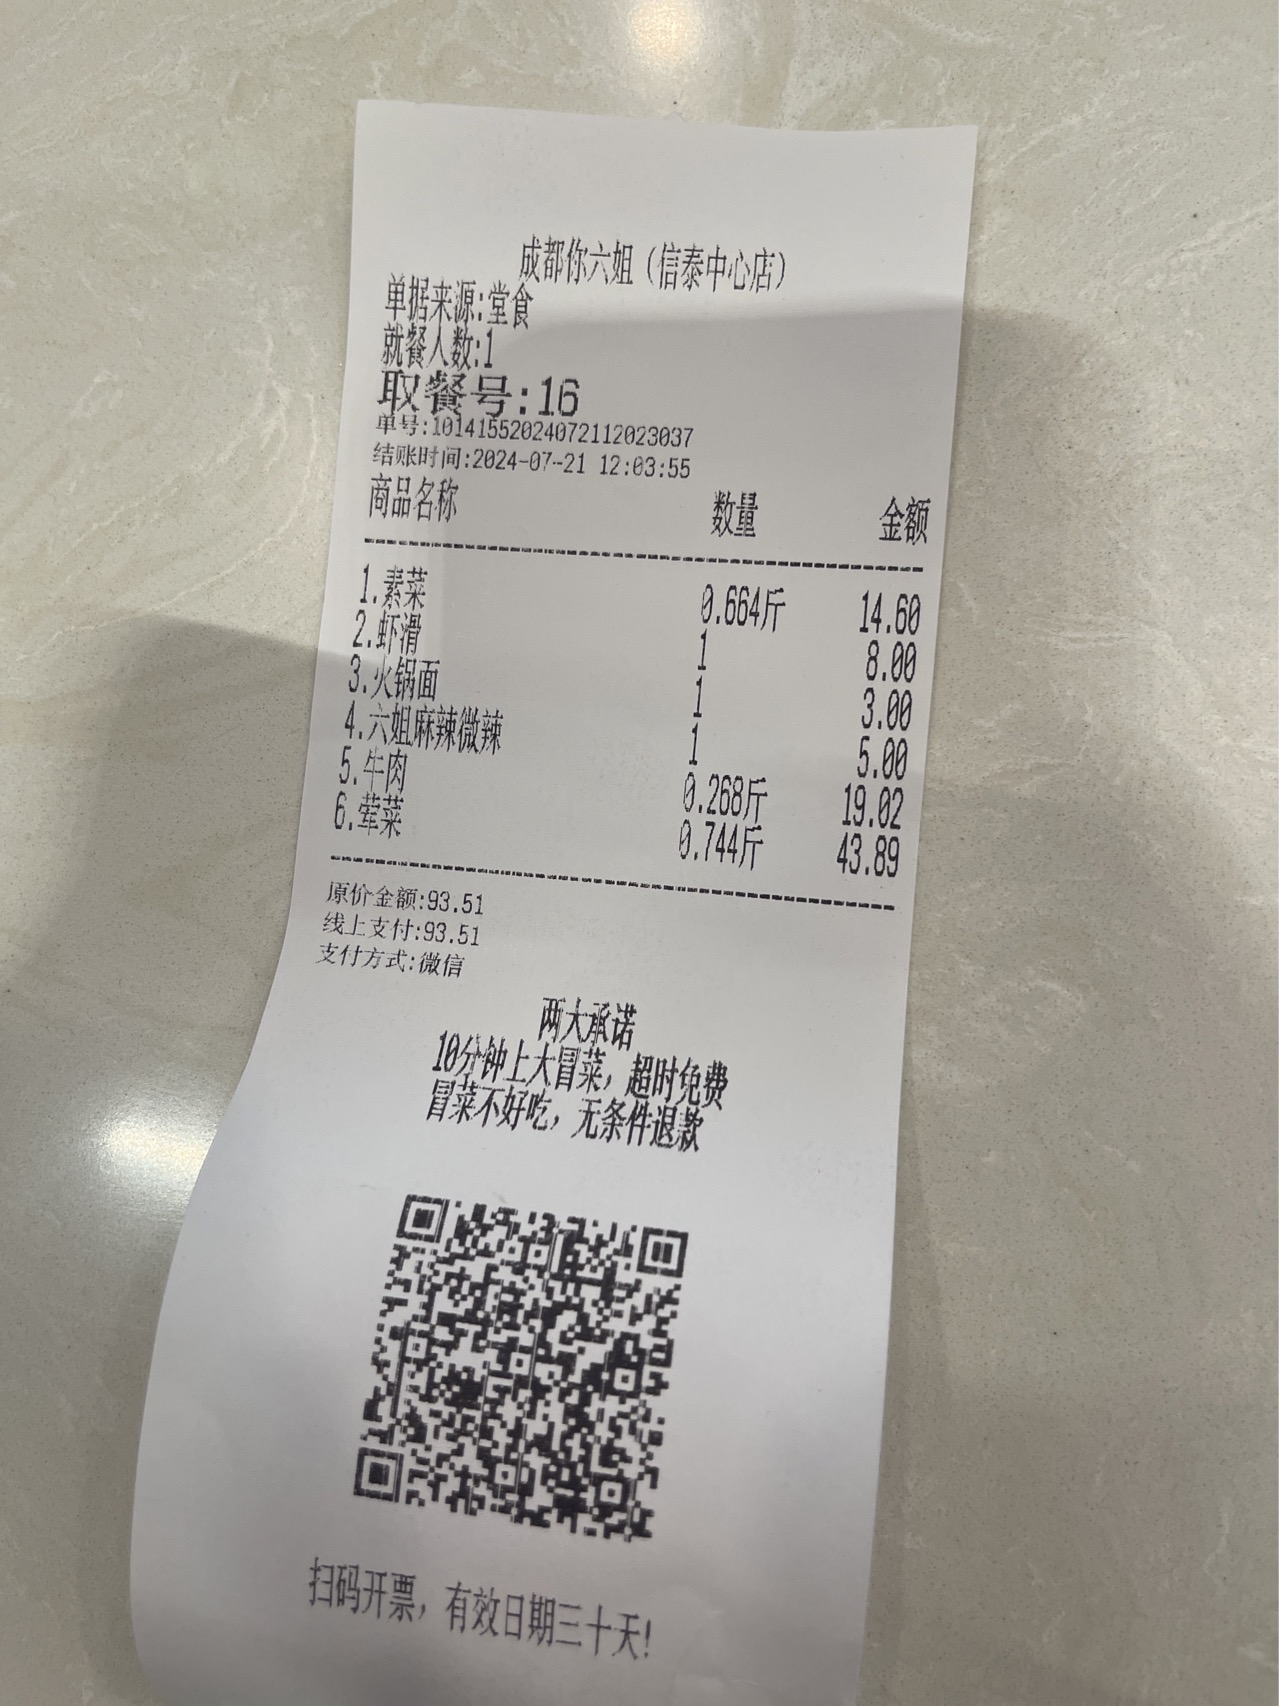 成都你六姐（信泰中心店）
单据来源:堂食
就餐人数:1
取餐号:16
单号:10141552024072112023037
结账时间:2024-07-21 12:03:55
商品名称 数量 金额
1.素菜 0.664斤 14.60
2.虾滑 1 8.00
3.火锅面 1 3.00
4.六姐麻辣微辣 1 5.00
5.牛肉 0.268斤 19.02
6.荤菜 0.744斤 43.89
原价金额:93.51
线上支付:93.51
支付方式:微信
两大承诺
10分钟上大冒菜，超时免费
冒菜不好吃，无条件退款
扫码开票，有效日期三十天!